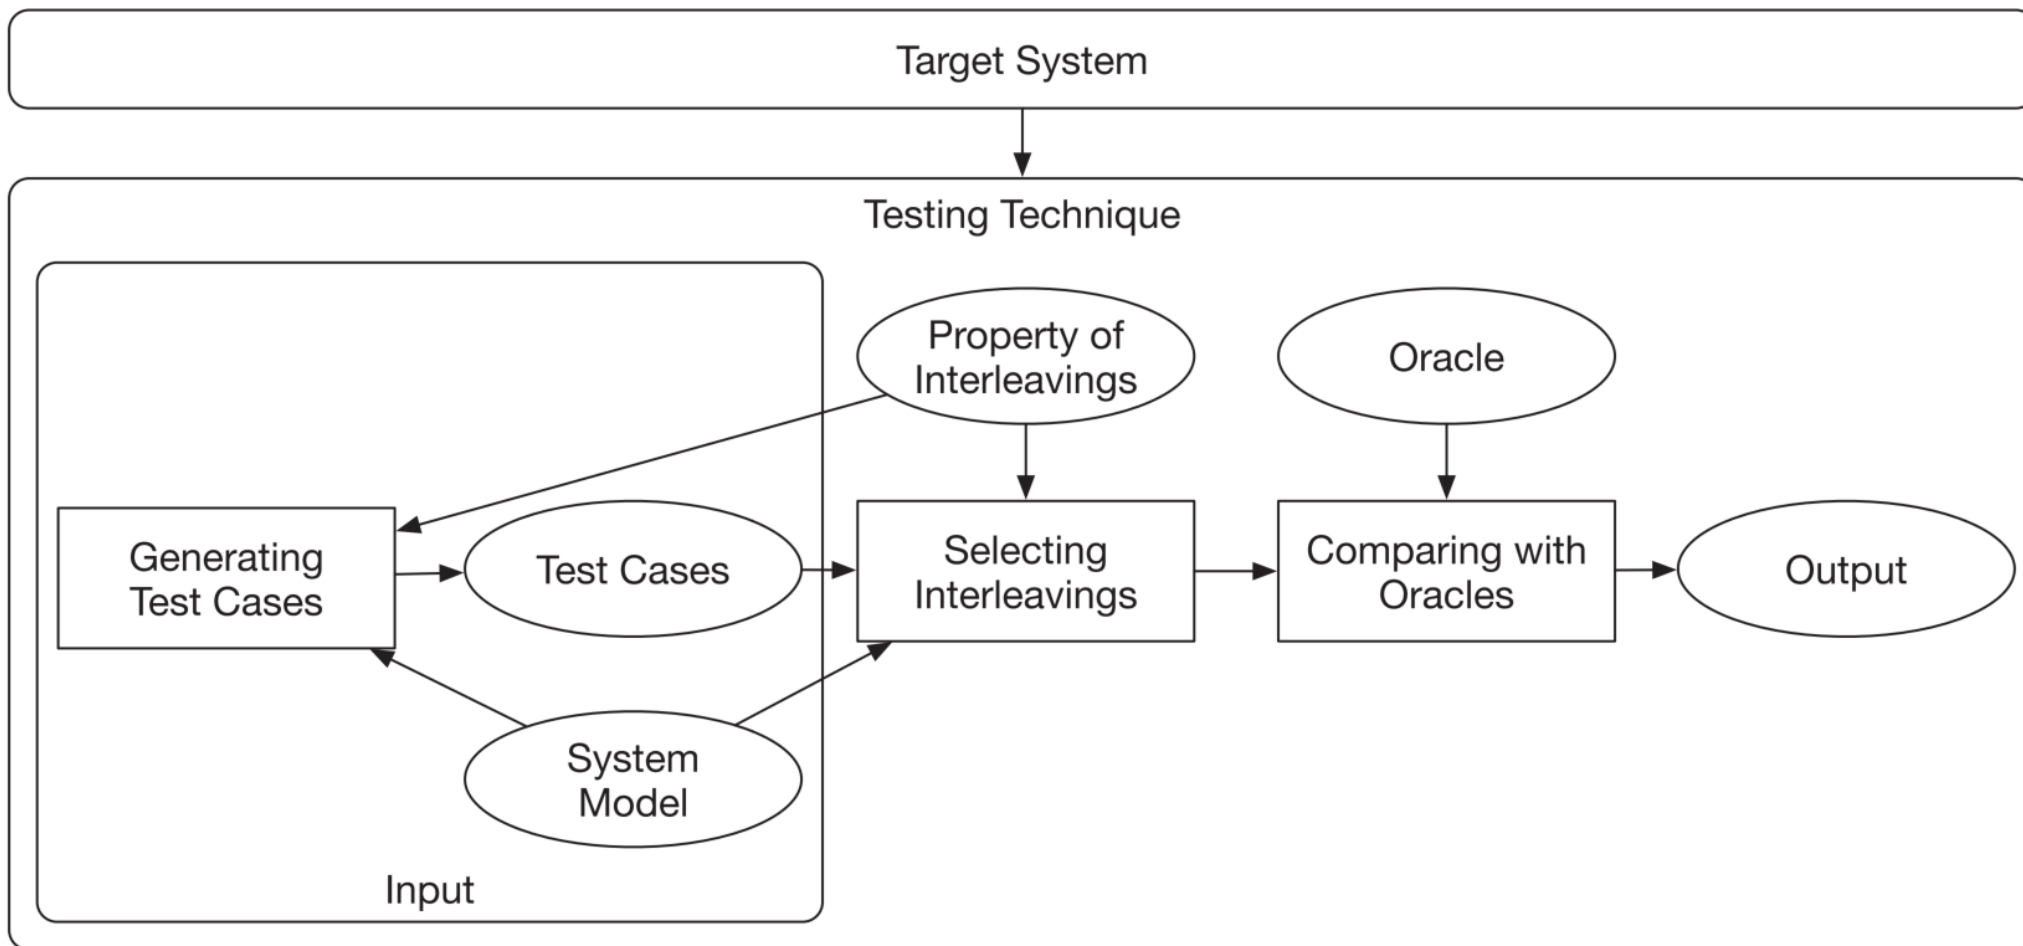 Target System
Testing Technique
Property of
Interleavings
Oracle
Generating
Test Cases
Test Cases
Selecting
Interleavings
Comparing with
Oracles
Output
System
Model
Input